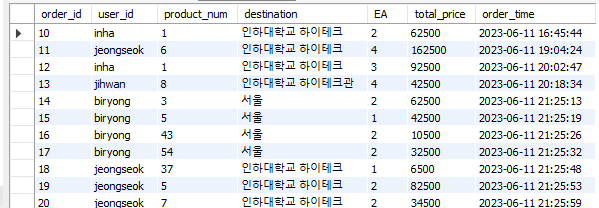 order_id user_id product_num destination EA total_price order_time
10 inha 1 인하대학교 하이테크 2 62500 2023-06-11 16:45:44
11 jeongseok 6 인하대학교 하이테크 4 162500 2023-06-11 19:04:24
12 inha 1 인하대학교 하이테크 3 92500 2023-06-11 20:02:47
13 jihwan 8 인하대학교 하이테크관 4 42500 2023-06-11 20:18:34
14 biryong 3 서울 2 62500 2023-06-11 21:25:13
15 biryong 5 서울 1 42500 2023-06-11 21:25:19
16 biryong 43 서울 2 10500 2023-06-11 21:25:26
17 biryong 54 서울 2 32500 2023-06-11 21:25:32
18 jeongseok 37 인하대학교 하이테크 1 6500 2023-06-11 21:25:48
19 jeongseok 5 인하대학교 하이테크 2 82500 2023-06-11 21:25:53
20 jeongseok 7 인하대학교 하이테크 2 34500 2023-06-11 21:25:59